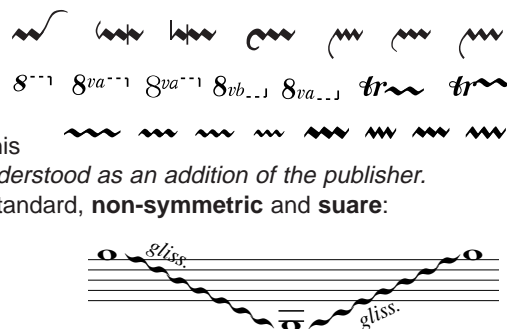 8 8va 8va 8vb 8va tr tr
his
derstood as an addition of the publisher.
tandard, non-symmetric and suare:
gliss.
gliss.